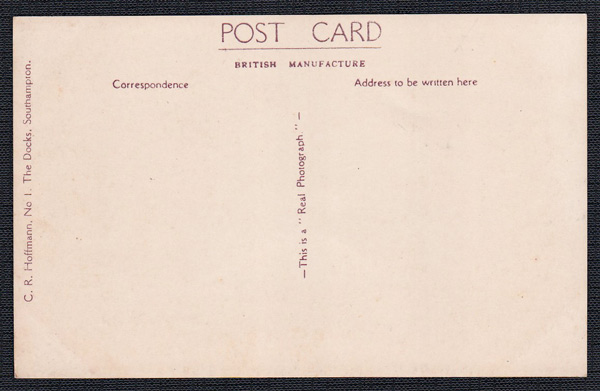 POST CARD
BRITISH MANUFACTURE
Correspondence
Address to be written here
C. R. Hoffmann, No 1, The Docks, Southampton.
—This is a "Real Photograph."—